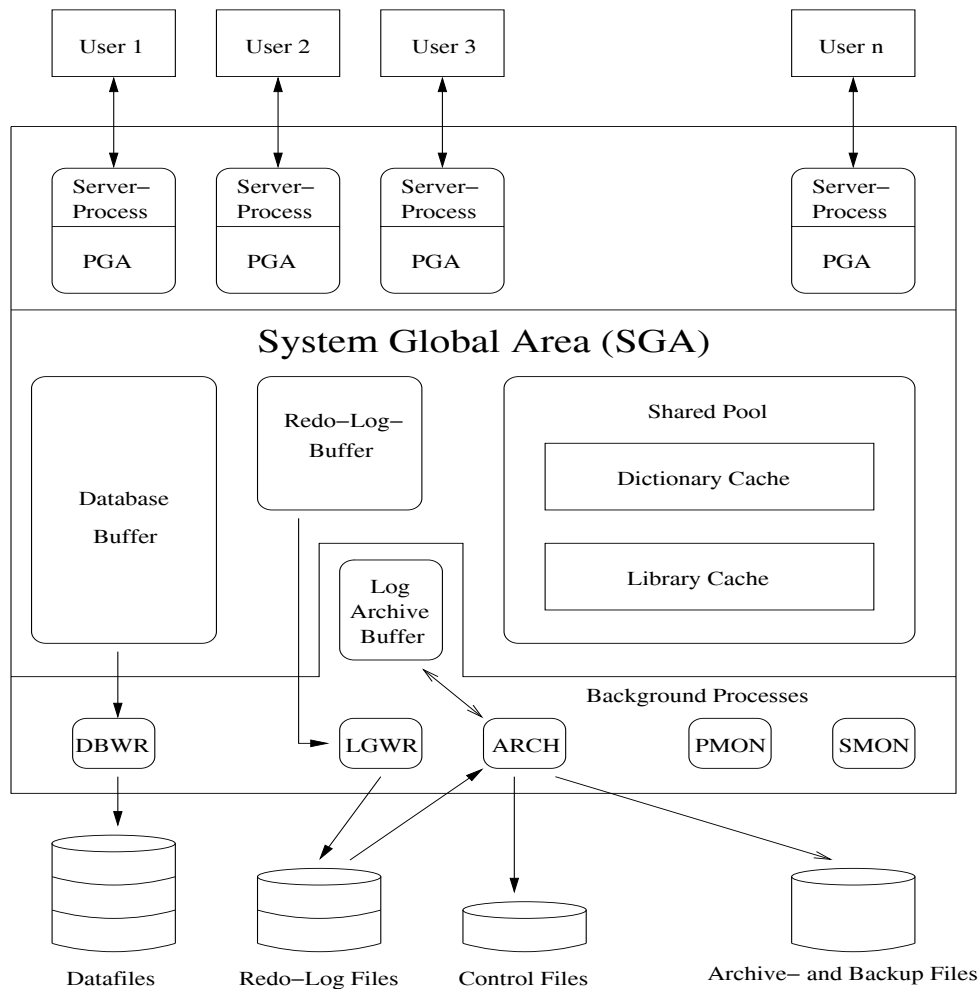 User 1
User 2
User 3
User n
Server–
Process
PGA
Server–
Process
PGA
Server–
Process
PGA
Server–
Process
PGA
System Global Area (SGA)
Database
Buffer
Redo–Log–
Buffer
Shared Pool
Dictionary Cache
Library Cache
Log
Archive
Buffer
Background Processes
DBWR
LGWR
ARCH
PMON
SMON
Datafiles
Redo–Log Files
Control Files
Archive– and Backup Files